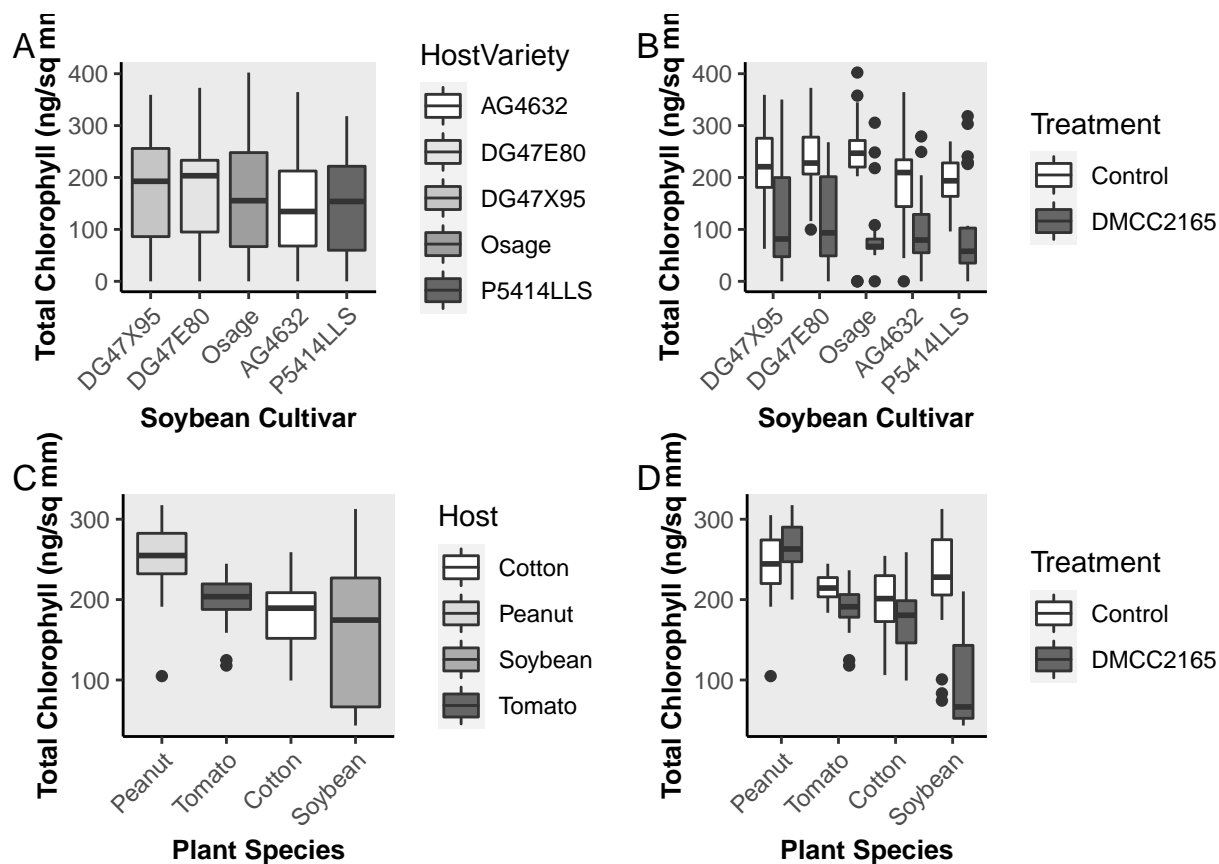 A
Total Chlorophyll (ng/sq mm
400
300
200
100
0
DG47X95
DG47E80
Osage
AG4632
P5414LLS
Soybean Cultivar
HostVariety
AG4632
DG47E80
DG47X95
Osage
P5414LLS
B
Total Chlorophyll (ng/sq mm
400
300
200
100
0
DG47X95
DG47E80
Osage
AG4632
P5414LLS
Soybean Cultivar
Treatment
Control
DMCC2165
C
Total Chlorophyll (ng/sq mm)
300
200
100
Peanut
Tomato
Cotton
Soybean
Plant Species
Host
Cotton
Peanut
Soybean
Tomato
D
Total Chlorophyll (ng/sq mm)
300
200
100
Peanut
Tomato
Cotton
Soybean
Plant Species
Treatment
Control
DMCC2165